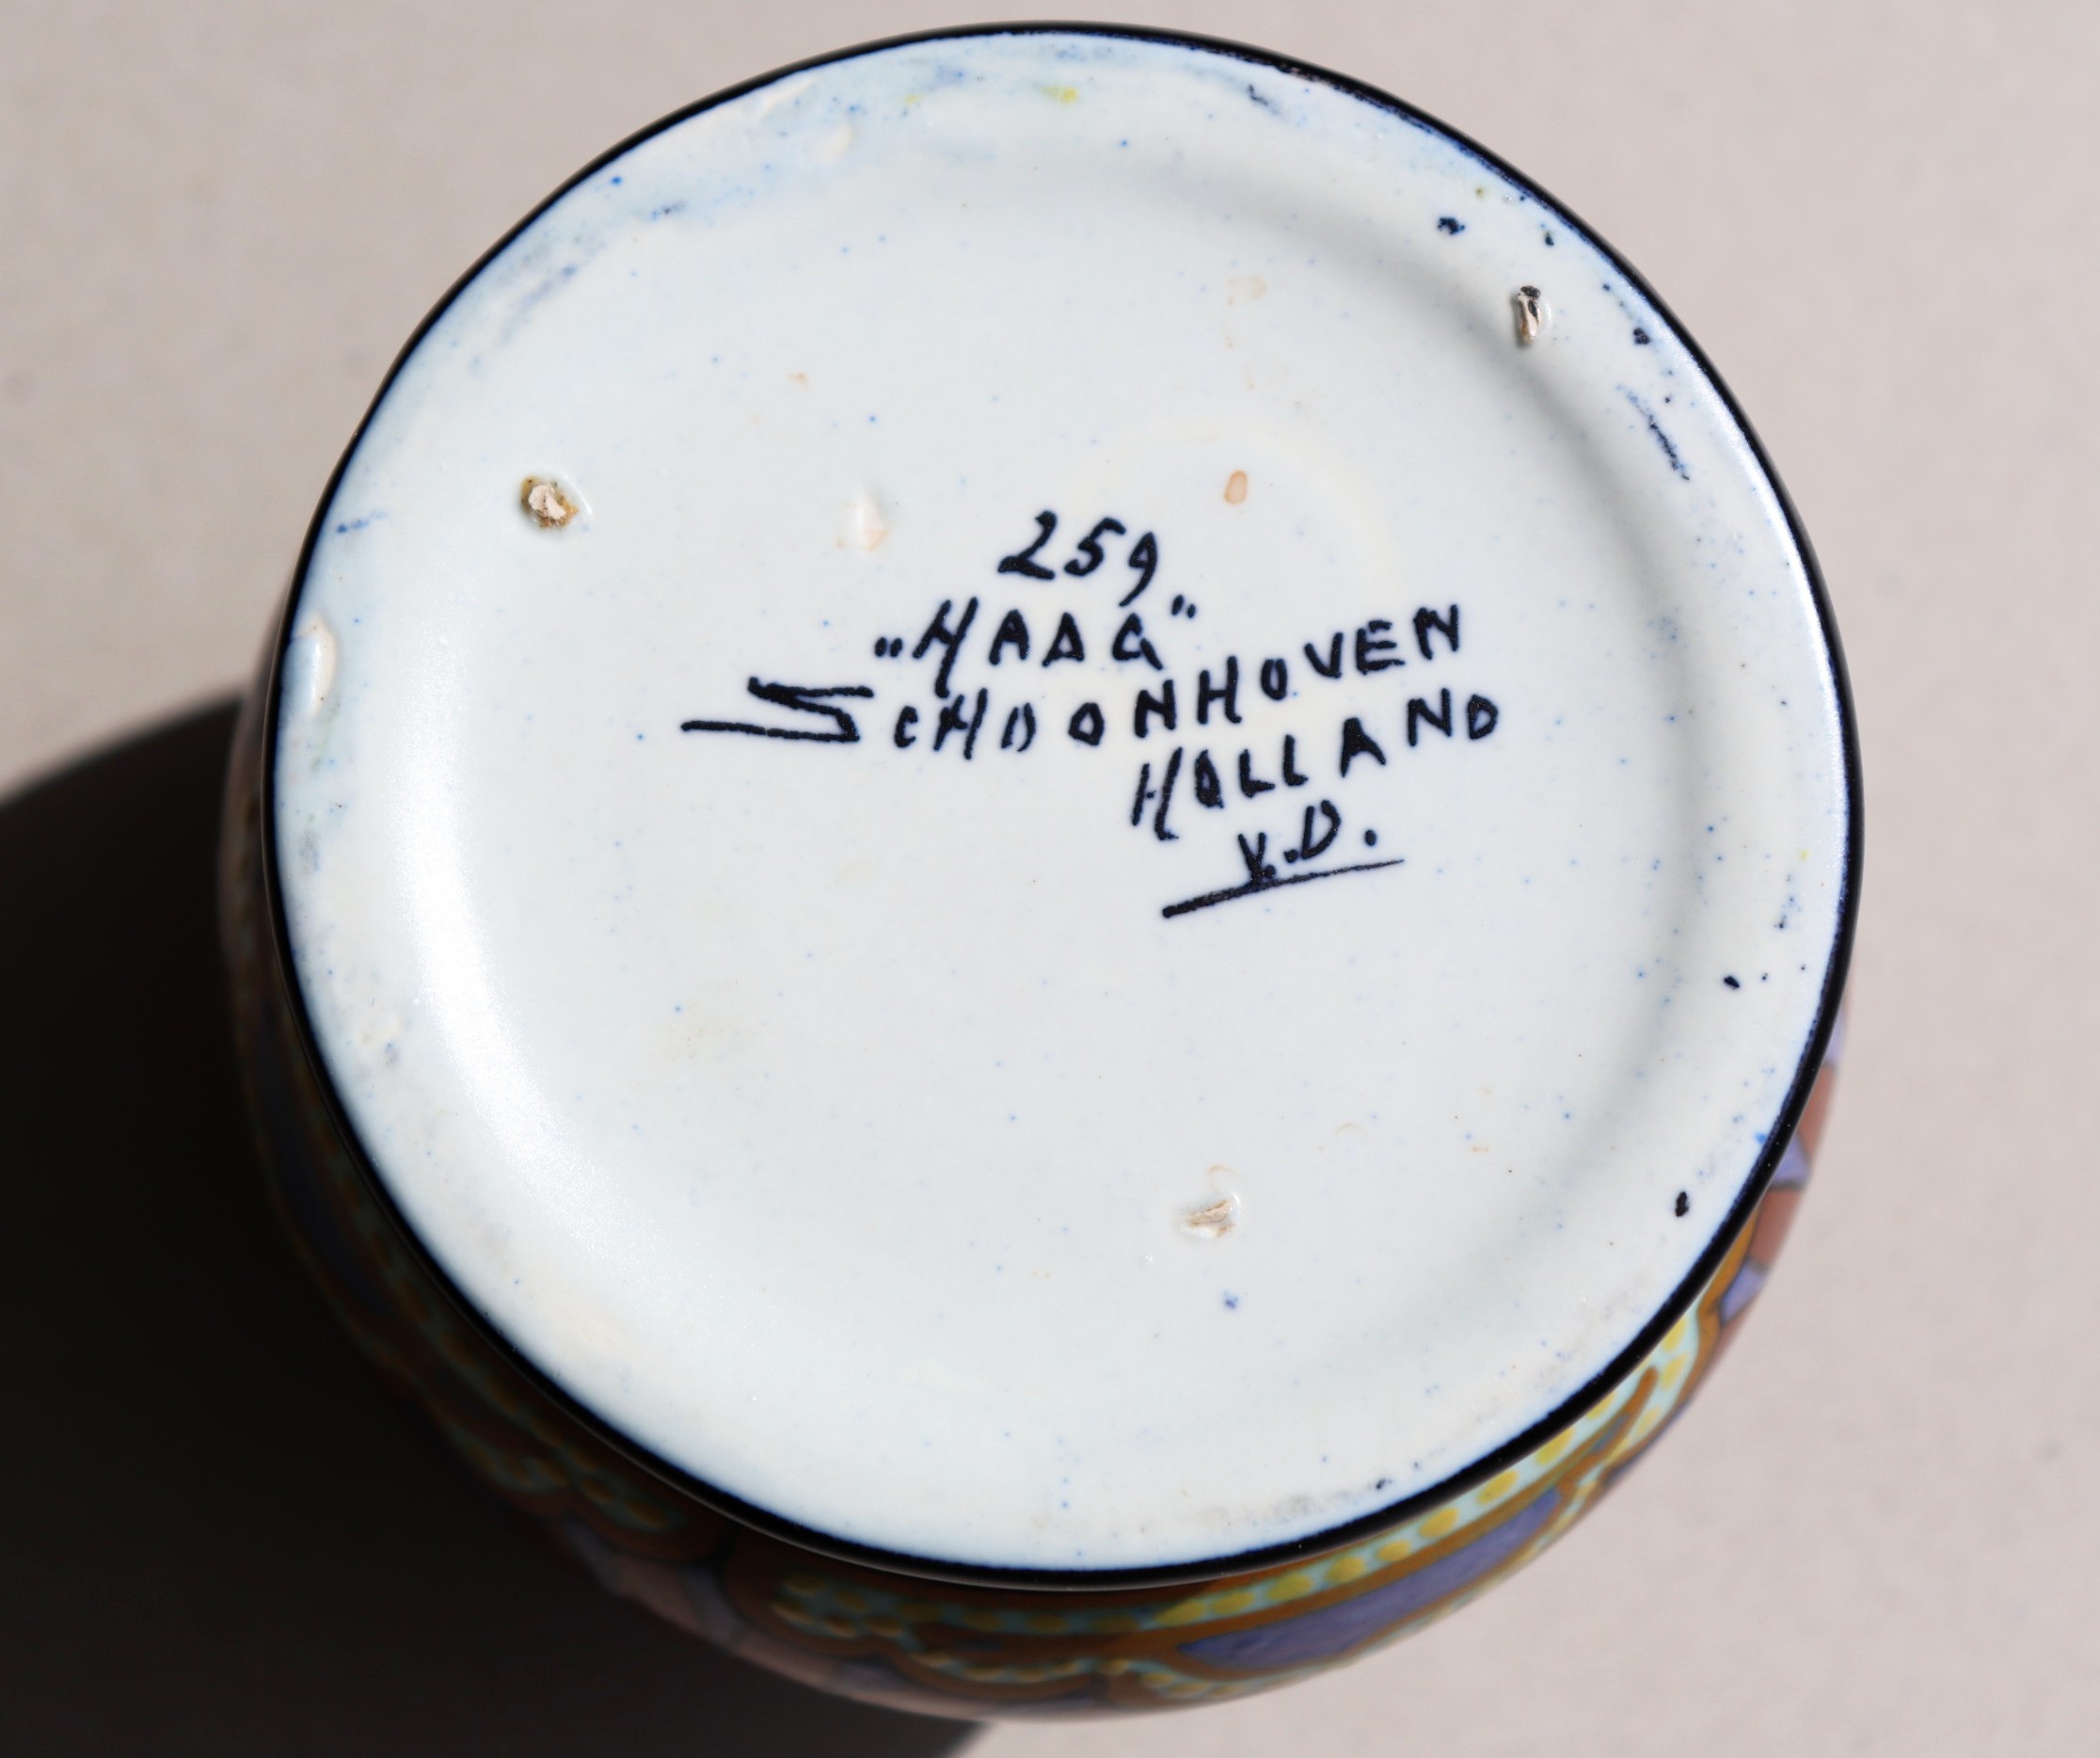 259
„HAAG"
SCHOONHOVEN
HOLLAND
V.D.